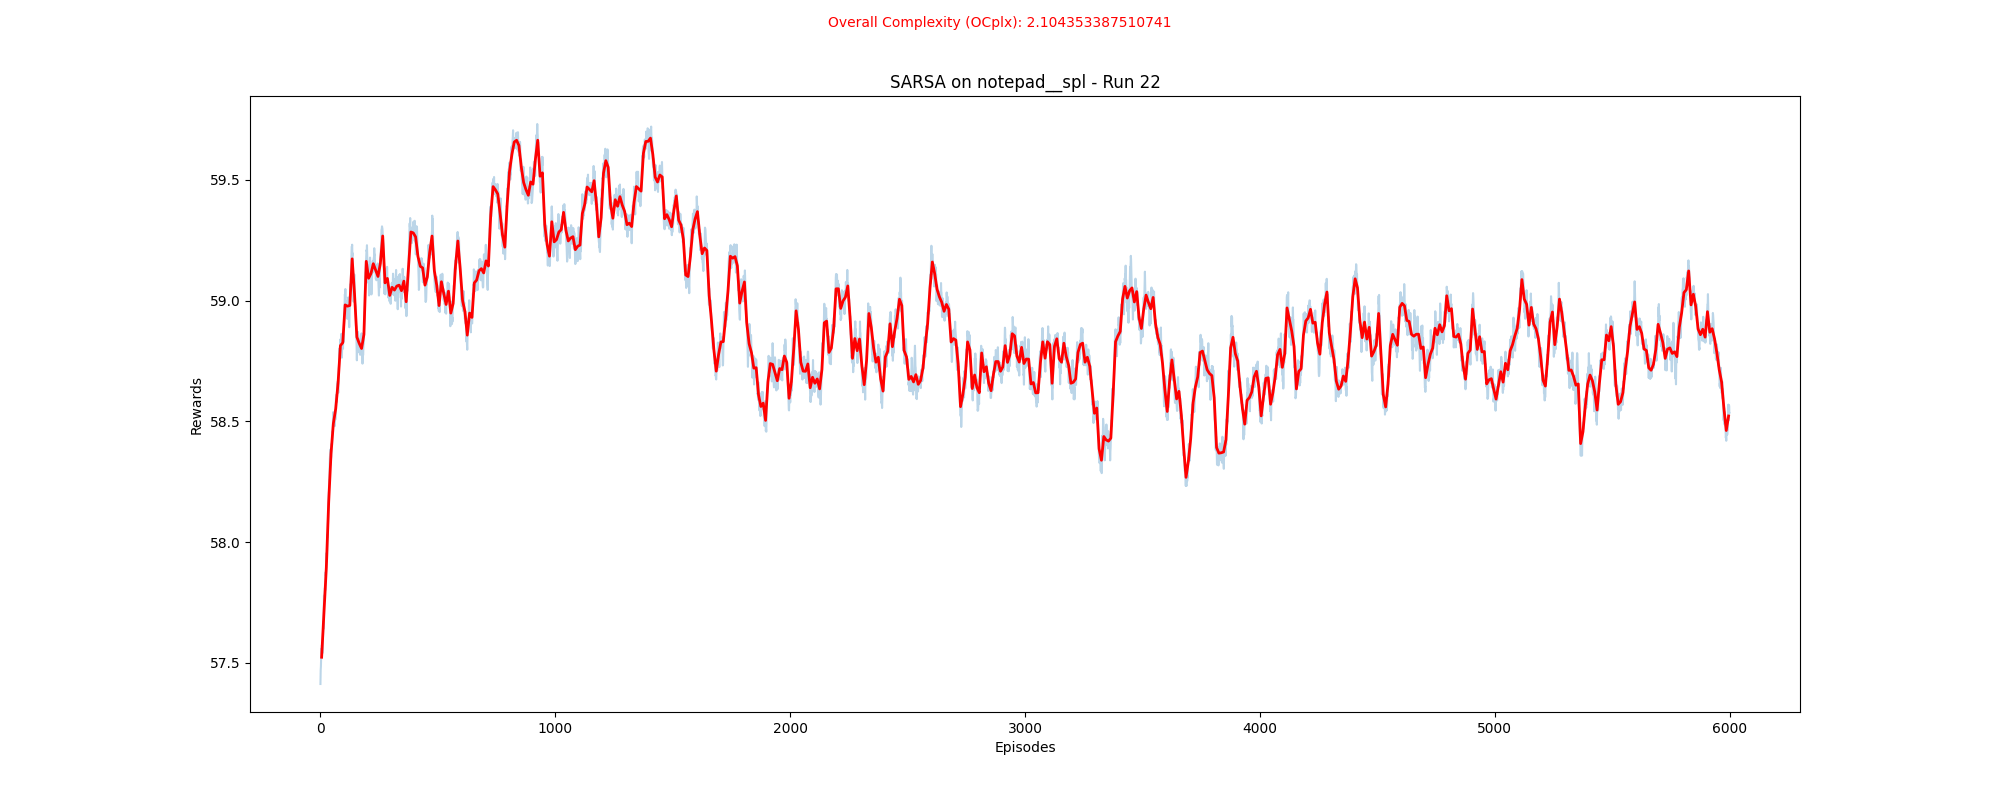 Overall Complexity (OCplx): 2.104353387510741
SARSA on notepad__spl - Run 22
Rewards
59.5
59.0
58.5
58.0
57.5
0 1000 2000 3000 4000 5000 6000
Episodes